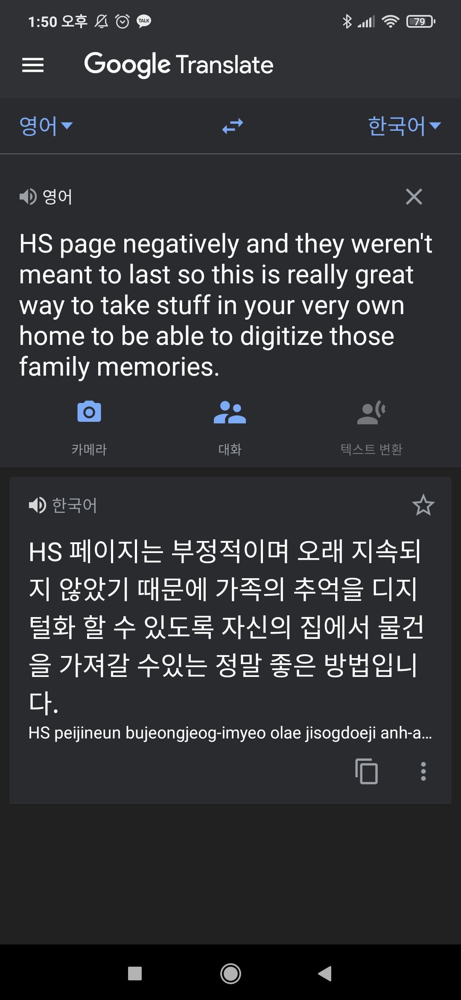 1:50 오후 TALK 79
Google Translate
영어 한국어
영어
HS page negatively and they weren't
meant to last so this is really great
way to take stuff in your very own
home to be able to digitize those
family memories.
카메라 대화 텍스트 변환
한국어
HS 페이지는 부정적이며 오래 지속되
지 않았기 때문에 가족의 추억을 디지
털화 할 수 있도록 자신의 집에서 물건
을 가져갈 수있는 정말 좋은 방법입니
다.
HS peijineun bujeongjeog-imyeo olae jisogdoeji anh-a...